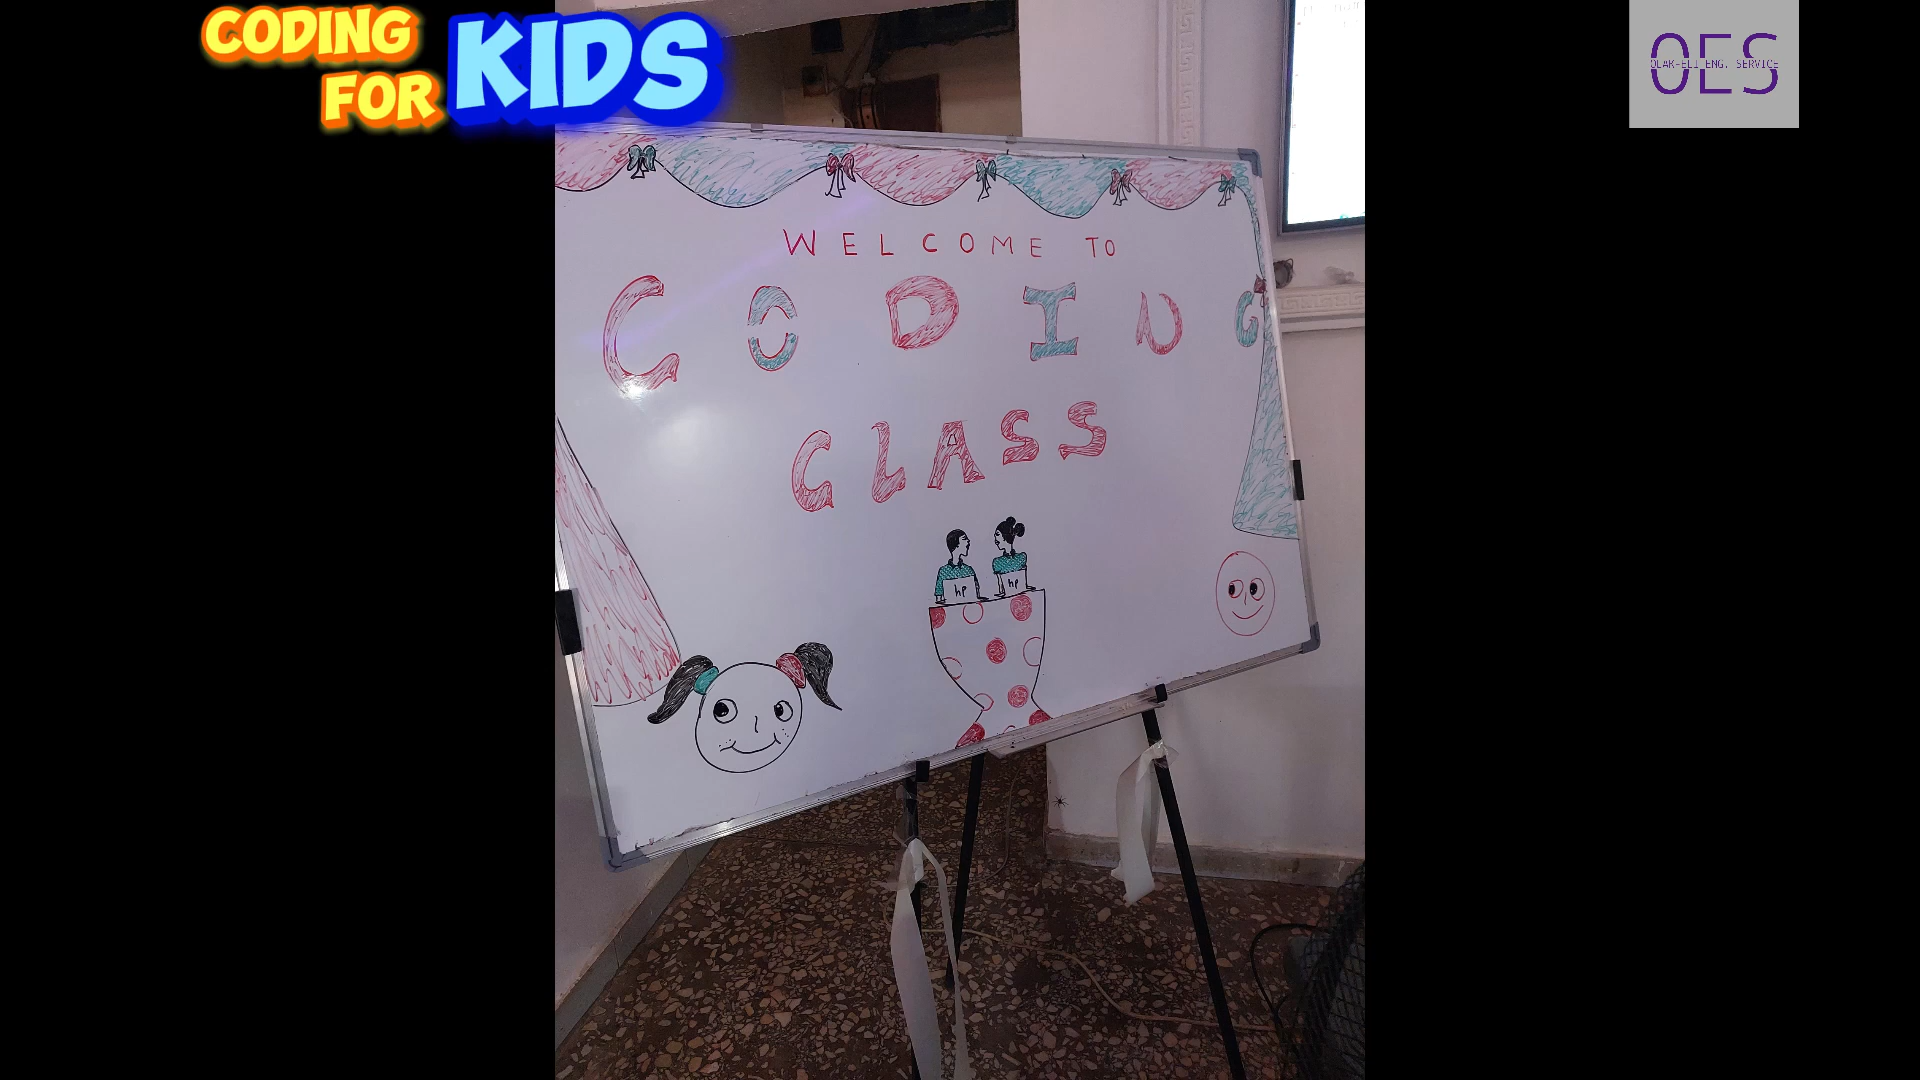 CODING
FOR KIDS
OES
OLAK-ELI ENG. SERVICE
WELCOME TO
CODING
CLASS
hp hp